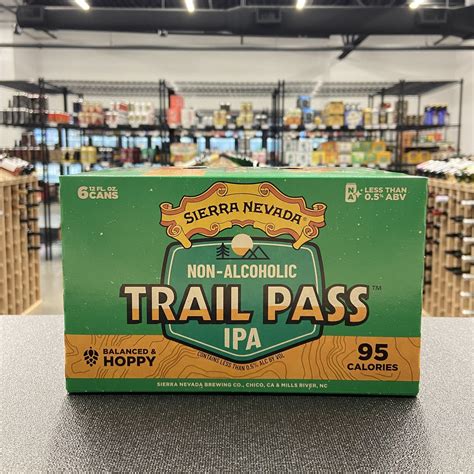 6 12 FL. OZ.
CANS
NA+ LESS THAN
0.5% ABV
SIERRA NEVADA
NON-ALCOHOLIC
TRAIL PASS™
IPA
CONTAINS LESS THAN 0.5% ALC BY VOL
BALANCED &
HOPPY
95
CALORIES
SIERRA NEVADA BREWING CO., CHICO, CA & MILLS RIVER, NC